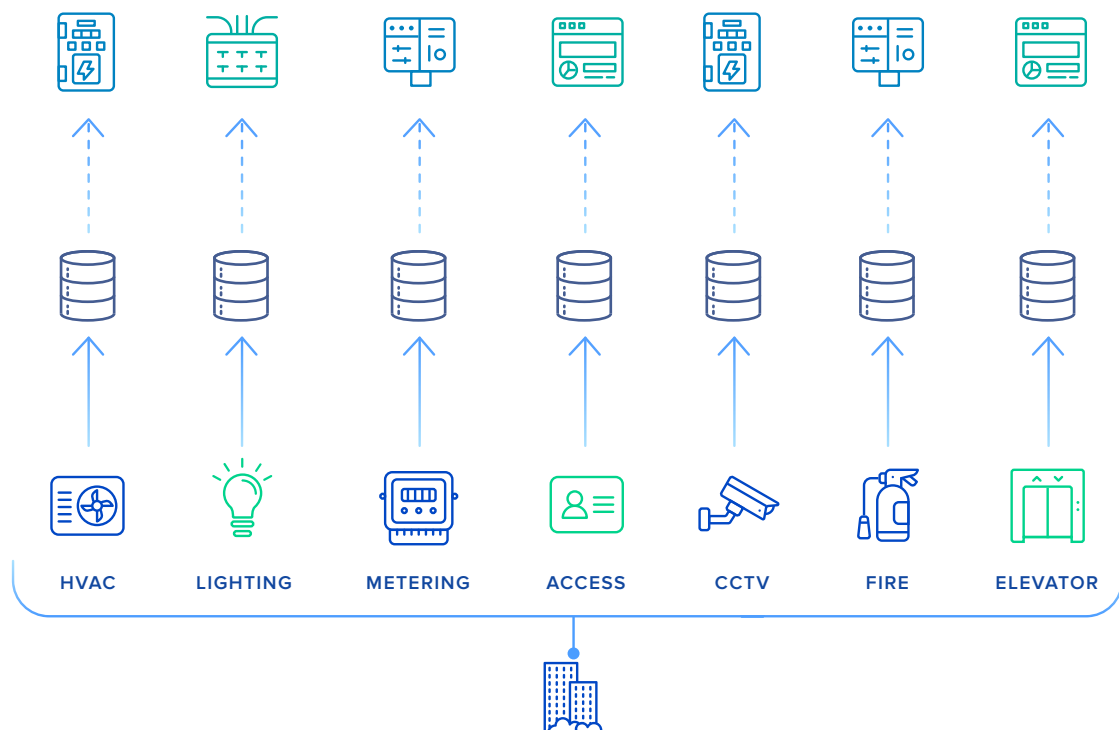 HVAC
LIGHTING
METERING
ACCESS
CCTV
FIRE
ELEVATOR